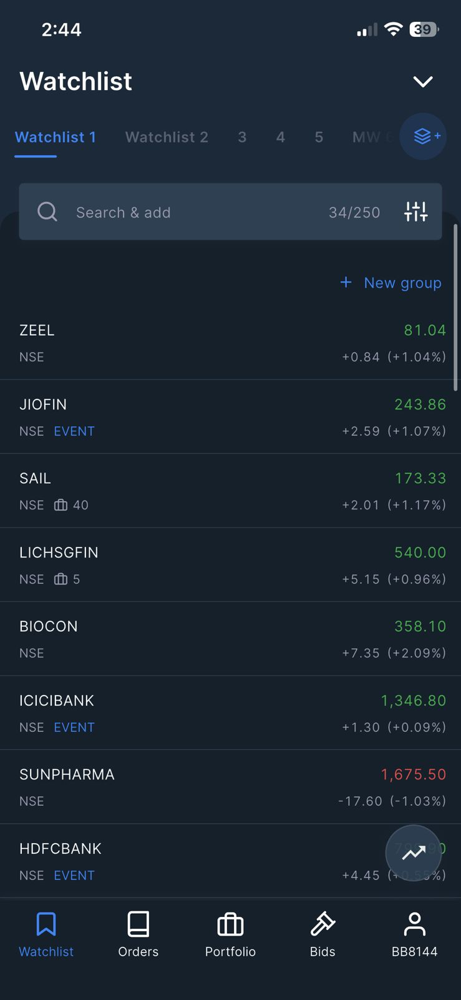 2:44
39
Watchlist
Watchlist 1 Watchlist 2 3 4 5 MW 6 +
Search & add 34/250
+ New group
ZEEL 81.04
NSE +0.84 (+1.04%)
JIOFIN 243.86
NSE EVENT +2.59 (+1.07%)
SAIL 173.33
NSE 40 +2.01 (+1.17%)
LICHSGFIN 540.00
NSE 5 +5.15 (+0.96%)
BIOCON 358.10
NSE +7.35 (+2.09%)
ICICIBANK 1,346.80
NSE EVENT +1.30 (+0.09%)
SUNPHARMA 1,675.50
NSE -17.60 (-1.03%)
HDFCBANK
NSE EVENT +4.45 (+0.55%)
Watchlist Orders Portfolio Bids BB8144